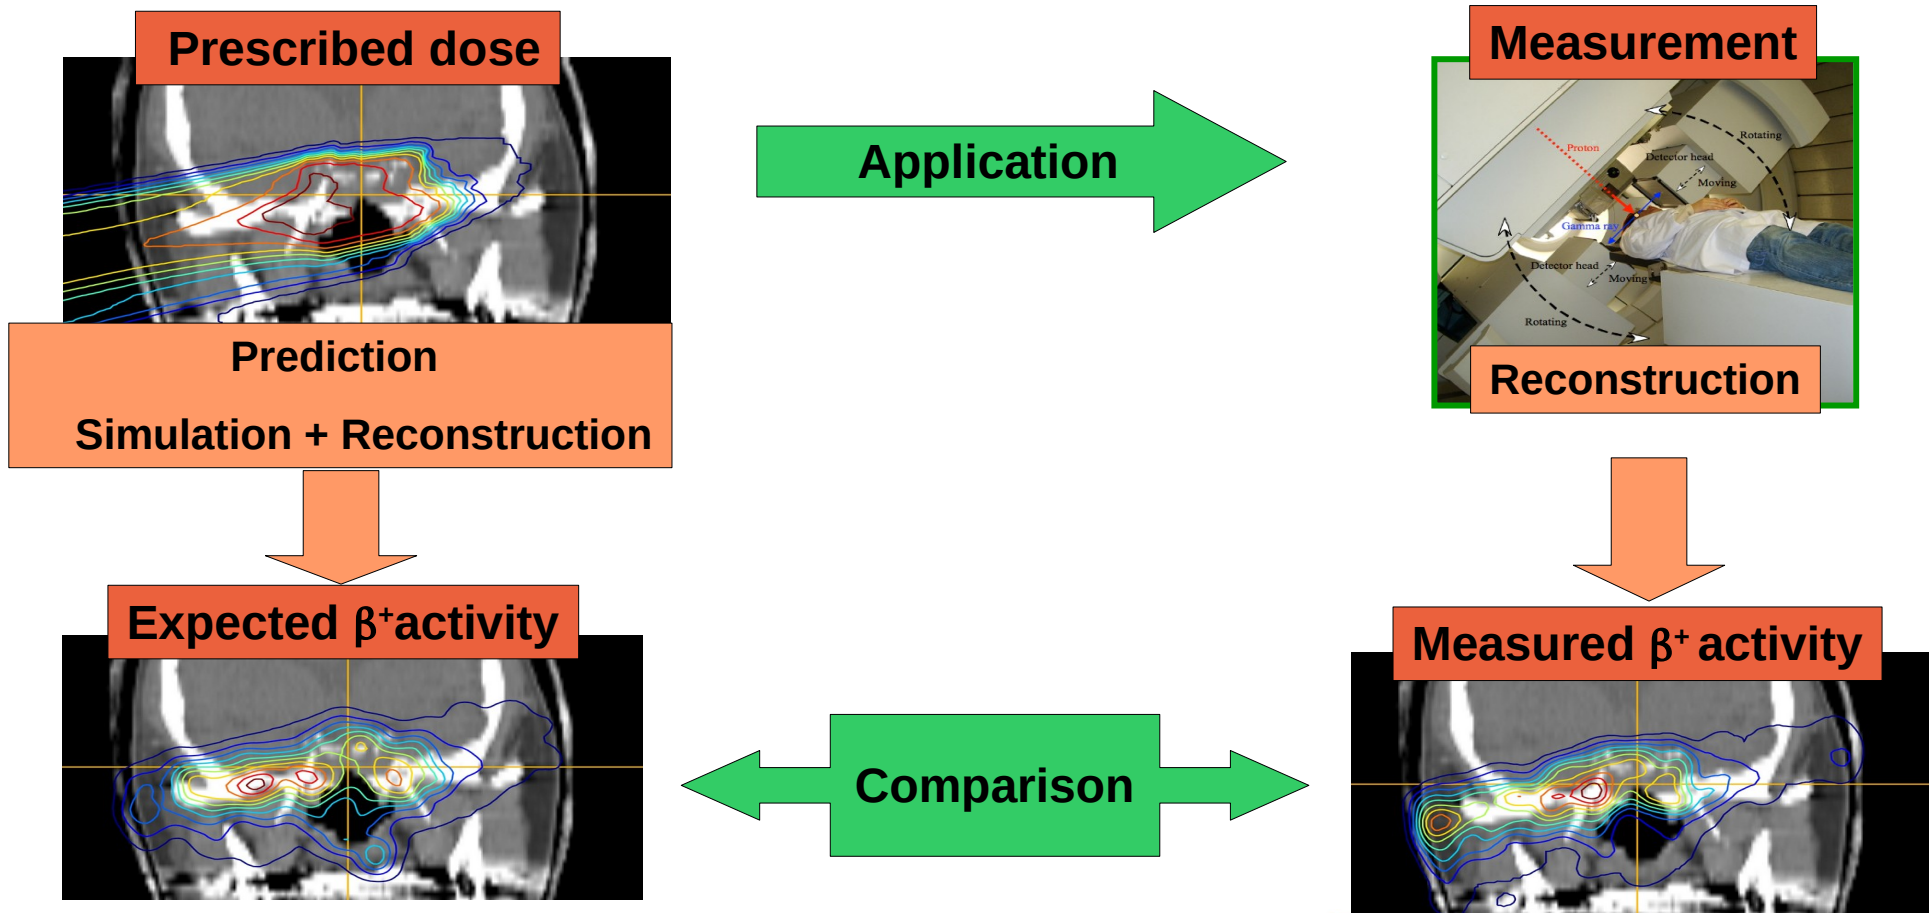 Prescribed dose
Measurement
Application
Rotating
Proton
Detector head
Moving
Gamma ray
Detector head
Moving
Rotating
Prediction
Simulation + Reconstruction
Reconstruction
Expected β⁺activity
Measured β⁺ activity
Comparison